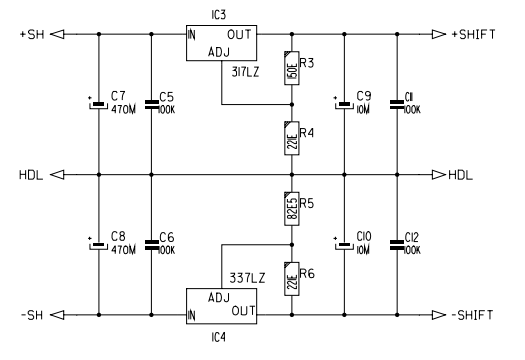 IC3
+SH
IN OUT
+SHIFT
ADJ
317LZ
150E
R3
+
C7
470M
C5
100K
+
C9
10M
C11
100K
221E
R4
HDL
HDL
82E5
R5
+
C8
470M
C6
100K
+
C10
10M
C12
100K
337LZ
221E
R6
ADJ
-SH
IN
OUT
-SHIFT
IC4